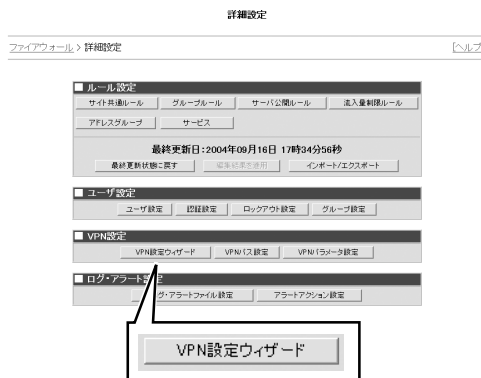 詳細設定
ファイアウォール > 詳細設定 [ヘルプ
■ ルール設定
サイト共通ルール グループルール サーバ公開ルール 流入量制限ルール
アドレスグループ サービス
最終更新日:2004年09月16日 17時34分56秒
最終更新状態に戻す 編集結果を適用 インポート/エクスポート
■ ユーザ設定
ユーザ設定 認証設定 ロックアウト設定 グループ設定
■ VPN設定
VPN設定ウィザード VPNパス設定 VPNパラメータ設定
■ ログ・アラート設定
グ・アラートファイル設定 アラートアクション設定
VPN設定ウィザード